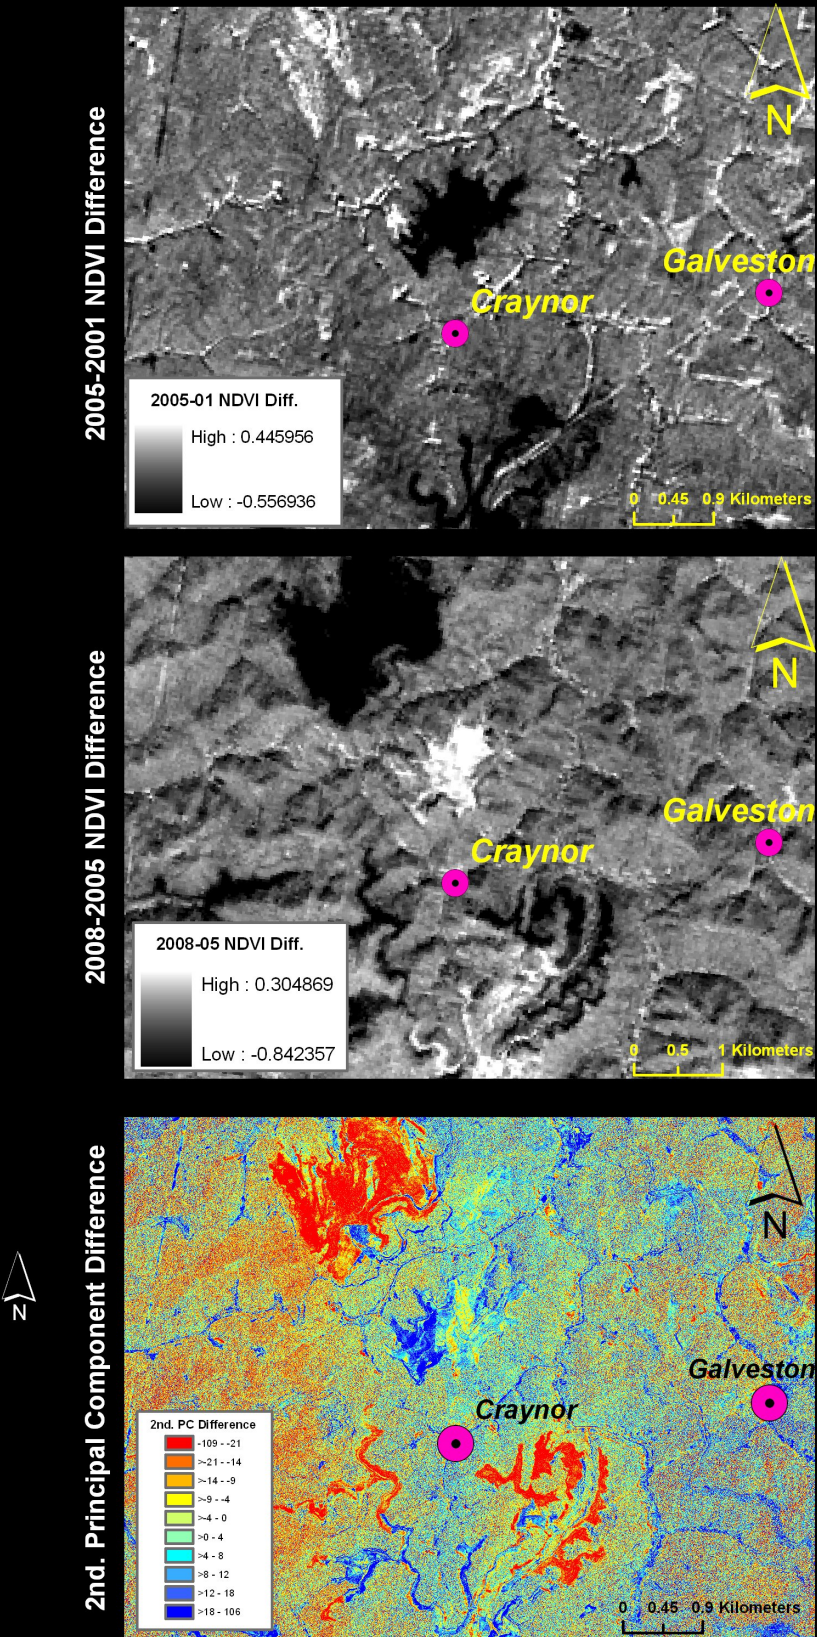 2005-2001 NDVI Difference
N
Galveston
Craynor
2005-01 NDVI Diff.
High : 0.445956
Low : -0.556936
0 0.45 0.9 Kilometers
2008-2005 NDVI Difference
N
Galveston
Craynor
2008-05 NDVI Diff.
High : 0.304869
Low : -0.842357
0 0.5 1 Kilometers
2nd. Principal Component Difference
N
N
Galveston
Craynor
2nd. PC Difference
-109 - -21
>-21 - -14
>-14 - -9
>-9 - -4
>-4 - 0
>0 - 4
>4 - 8
>8 - 12
>12 - 18
>18 - 106
0 0.45 0.9 Kilometers